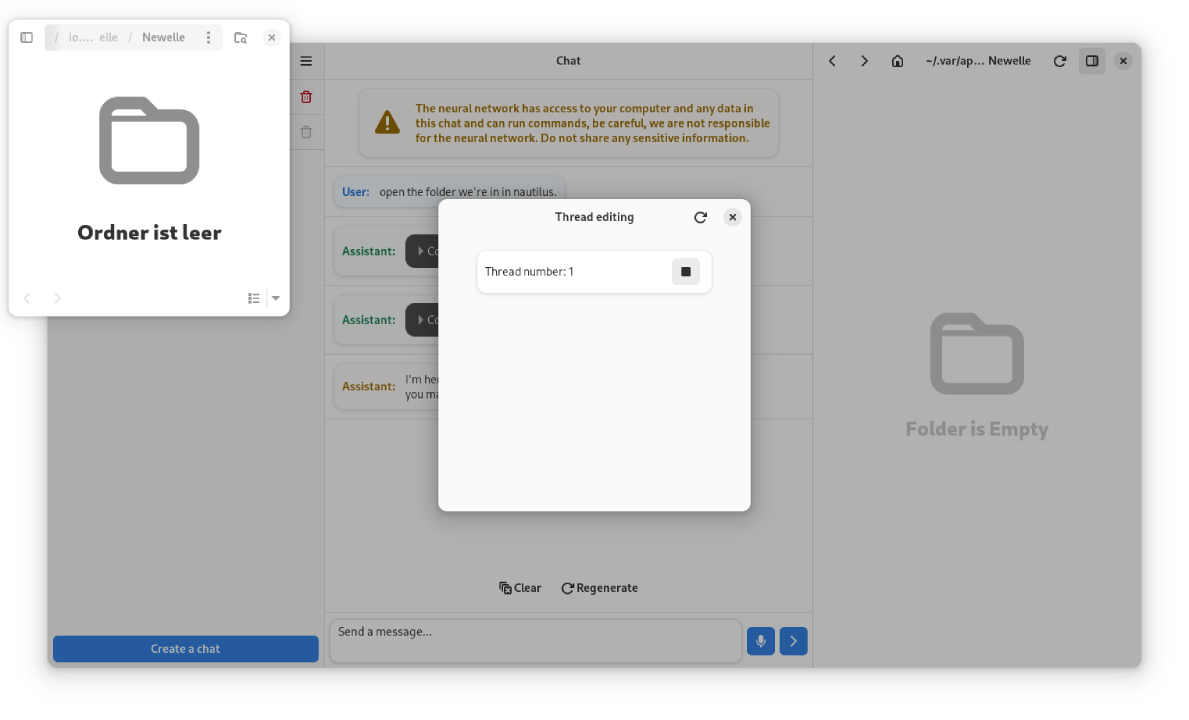 / io.... elle / Newelle
Ordner ist leer
Chat
~/.var/ap... Newelle
The neural network has access to your computer and any data in
this chat and can run commands, be careful, we are not responsible
for the neural network. Do not share any sensitive information.
User: open the folder we're in in nautilus.
Assistant: Co
Assistant: Co
Assistant: I'm her
you ma
Thread editing
Thread number: 1
Folder is Empty
Clear Regenerate
Send a message...
Create a chat